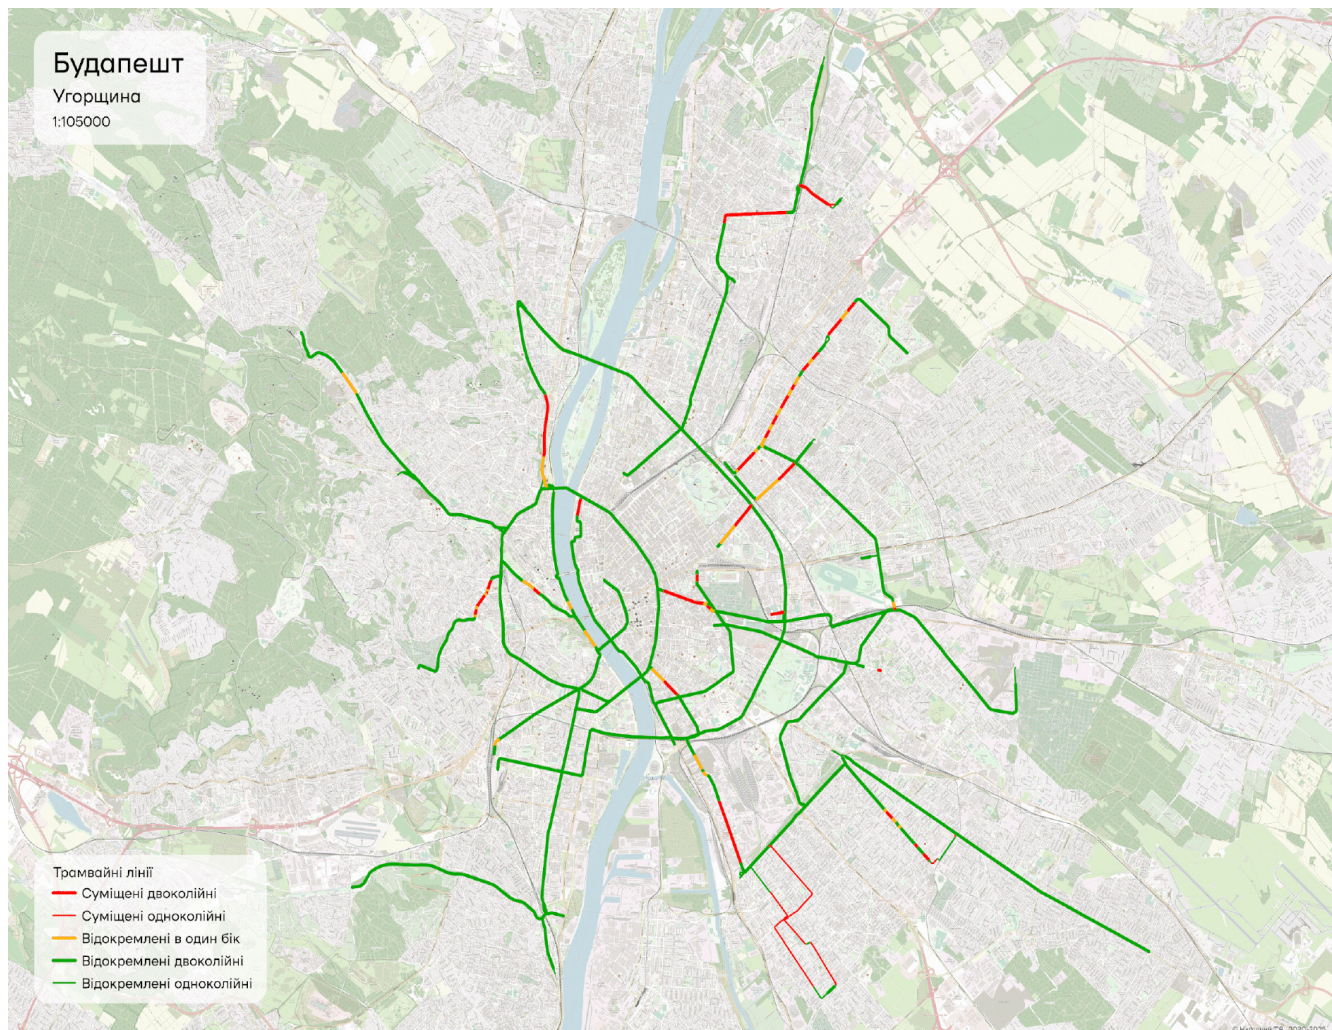 Будапешт
Угорщина
1:105000
Трамвайні лінії
Суміщені двоколійні
Суміщені одноколійні
Відокремлені в один бік
Відокремлені двоколійні
Відокремлені одноколійні